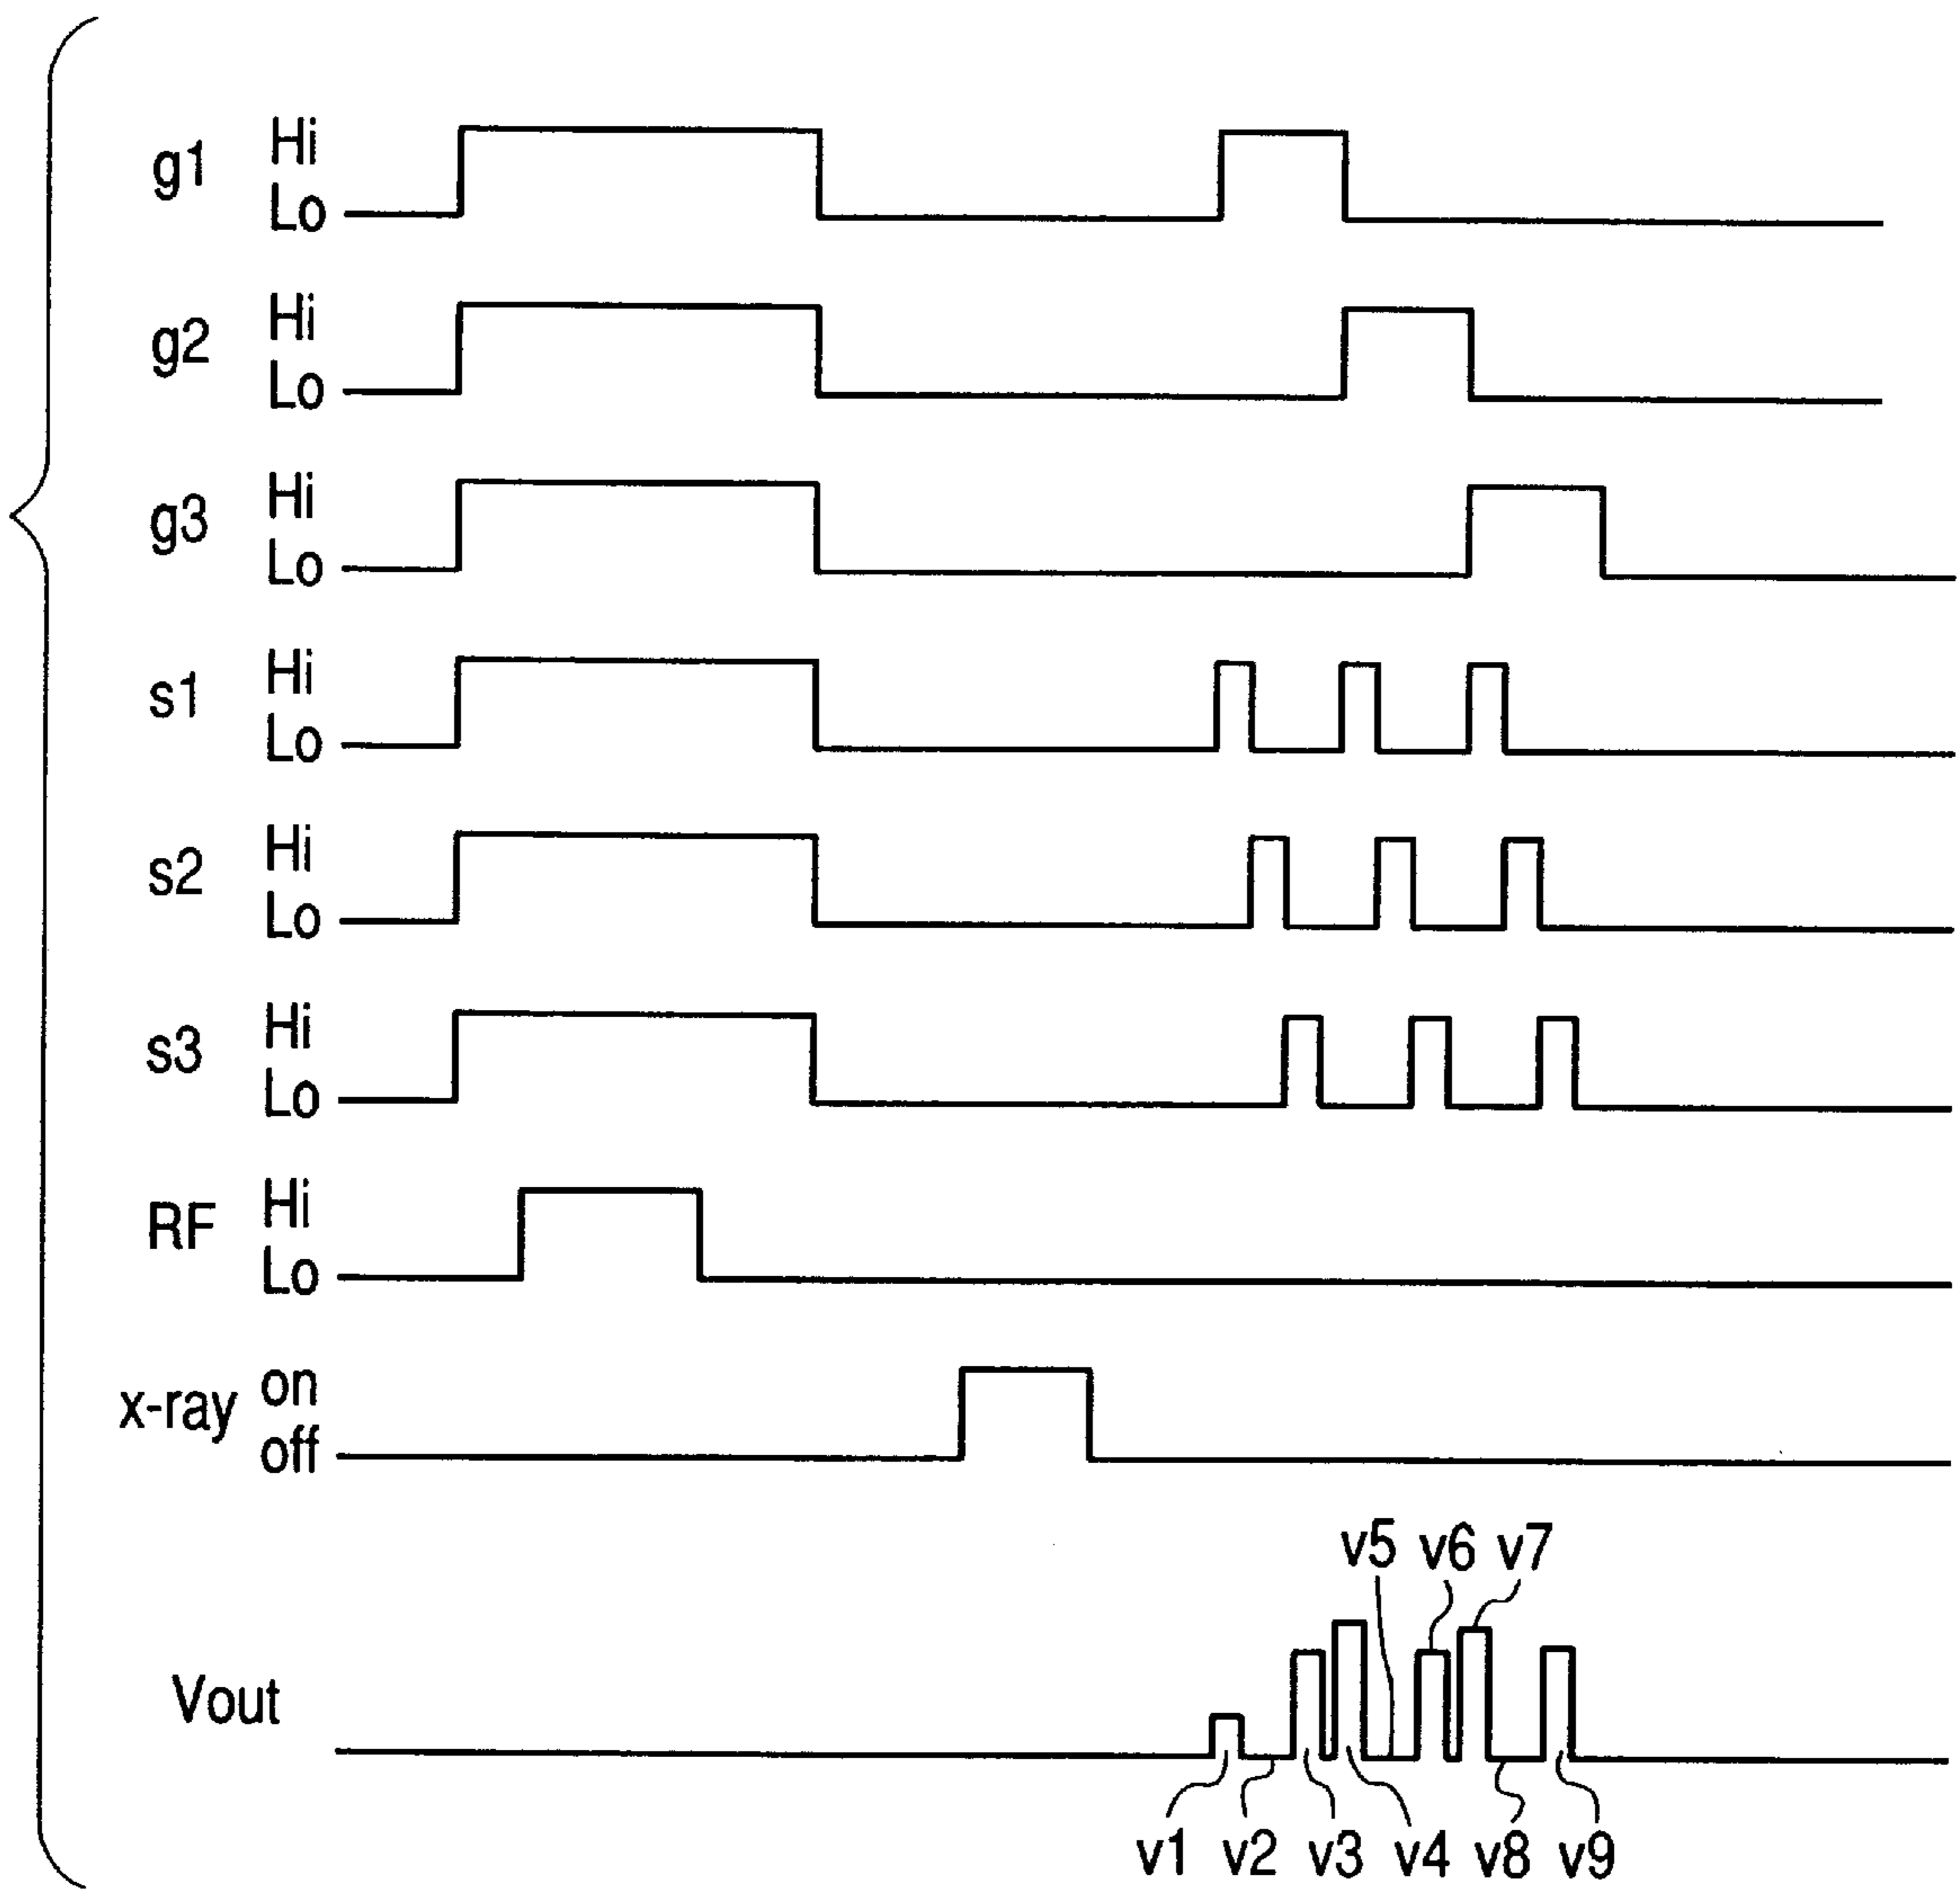 g1 Hi
Lo
g2 Hi
Lo
g3 Hi
Lo
s1 Hi
Lo
s2 Hi
Lo
s3 Hi
Lo
RF Hi
Lo
x-ray on
off
v5 v6 v7
Vout
v1 v2 v3 v4 v8 v9